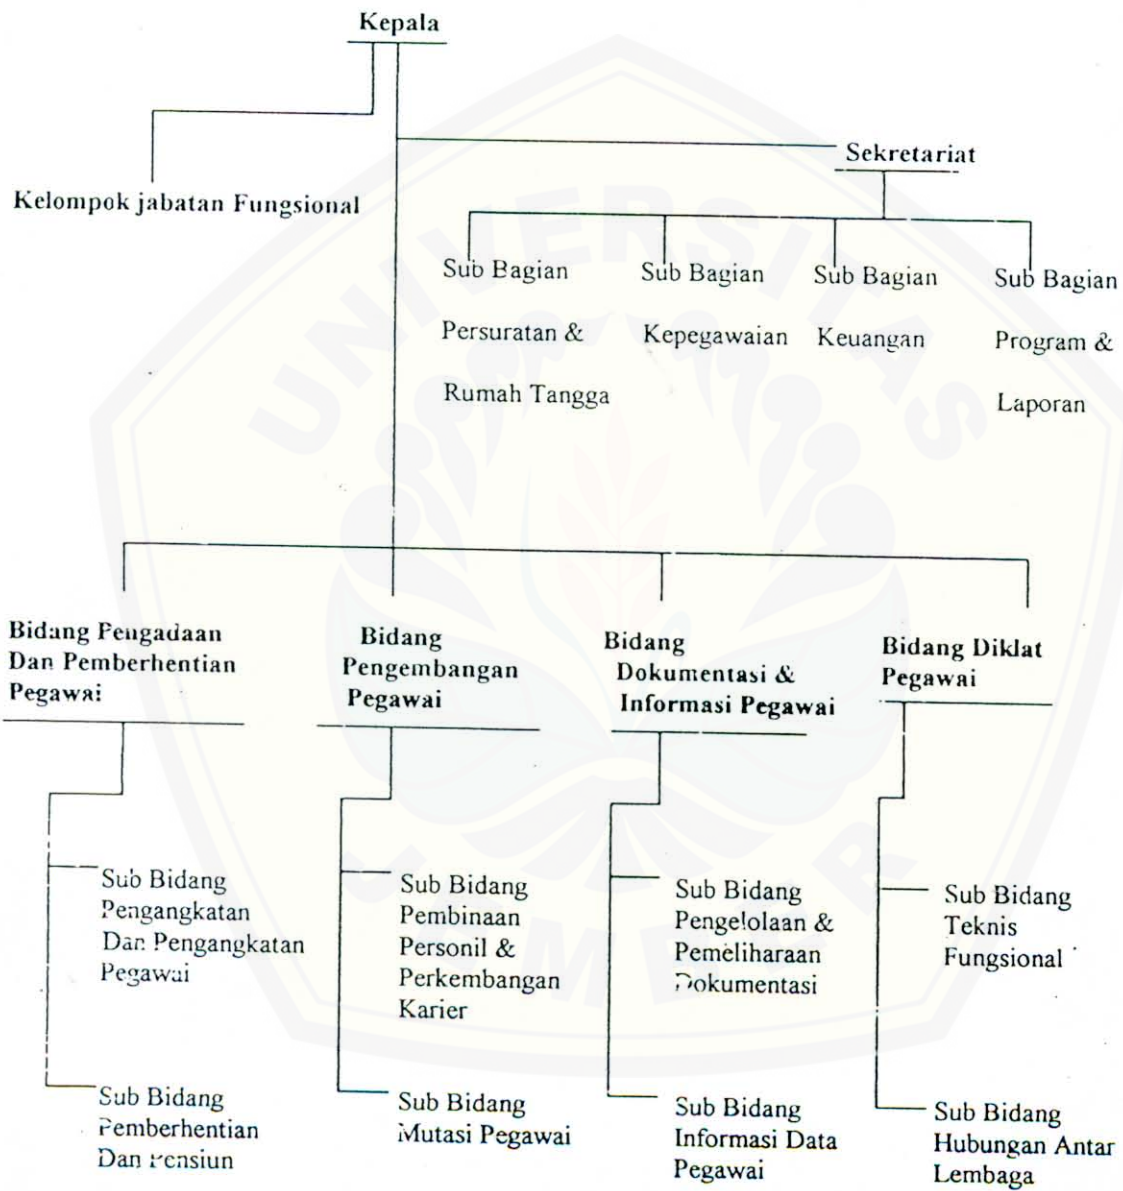 Kepala
Sekretariat
Kelompok jabatan Fungsional
Sub Bagian
Persuratan &
Rumah Tangga
Sub Bagian
Kepegawaian
Sub Bagian
Keuangan
Sub Bagian
Program &
Laporan
Bidang Pengadaan
Dan Pemberhentian
Pegawai
Bidang
Pengembangan
Pegawai
Bidang
Dokumentasi &
Informasi Pegawai
Bidang Diklat
Pegawai
Sub Bidang
Pengangkatan
Dan Pengangkatan
Pegawai
Sub Bidang
Pembinaan
Personil &
Perkembangan
Karier
Sub Bidang
Pengelolaan &
Pemeliharaan
Dokumentasi
Sub Bidang
Teknis
Fungsional
Sub Bidang
Pemberhentian
Dan Pensiun
Sub Bidang
Mutasi Pegawai
Sub Bidang
Informasi Data
Pegawai
Sub Bidang
Hubungan Antar
Lembaga
UNIVERSITAS
JEMBER